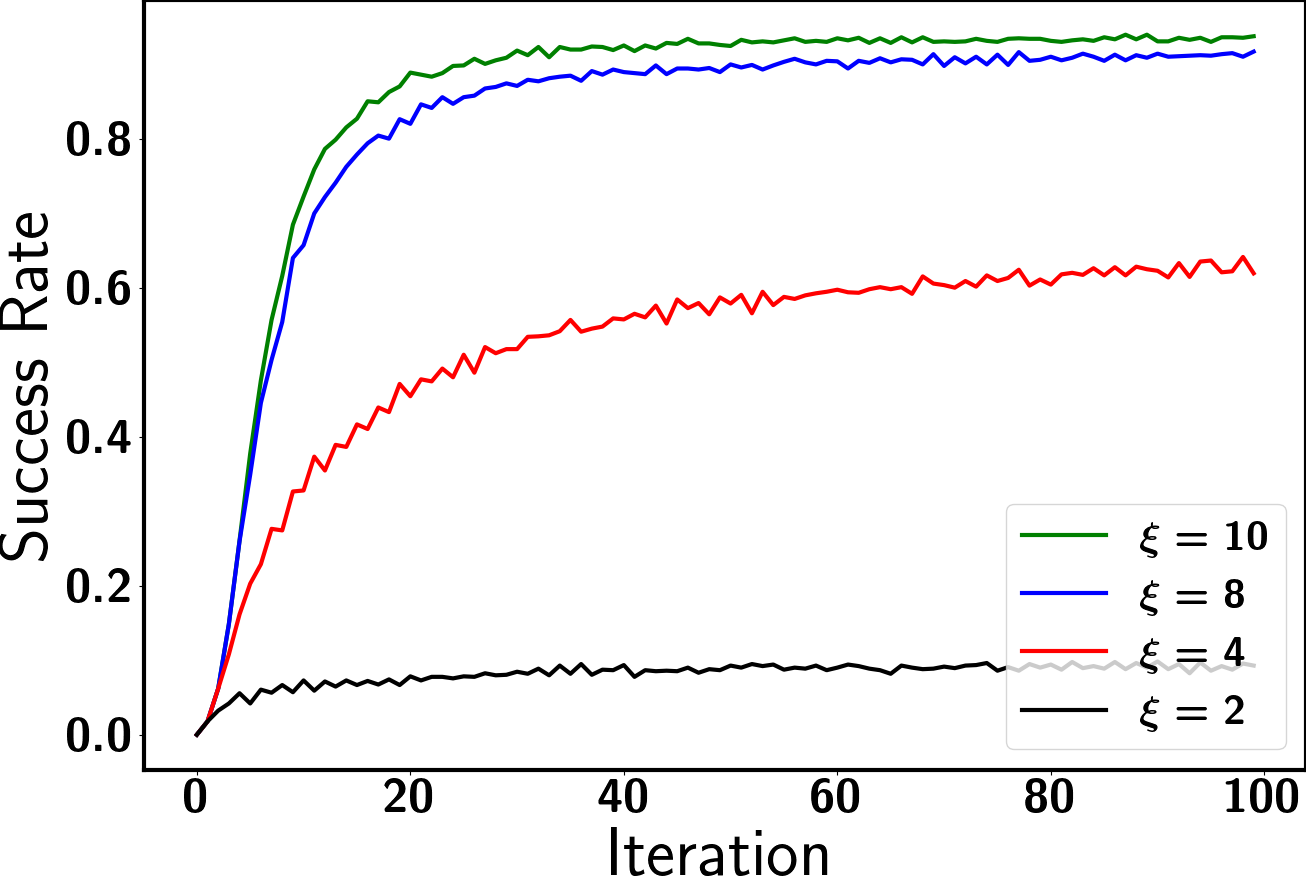 Success Rate
0.8
0.6
0.4
0.2
0.0
ξ = 10
ξ = 8
ξ = 4
ξ = 2
0 20 40 60 80 100
Iteration